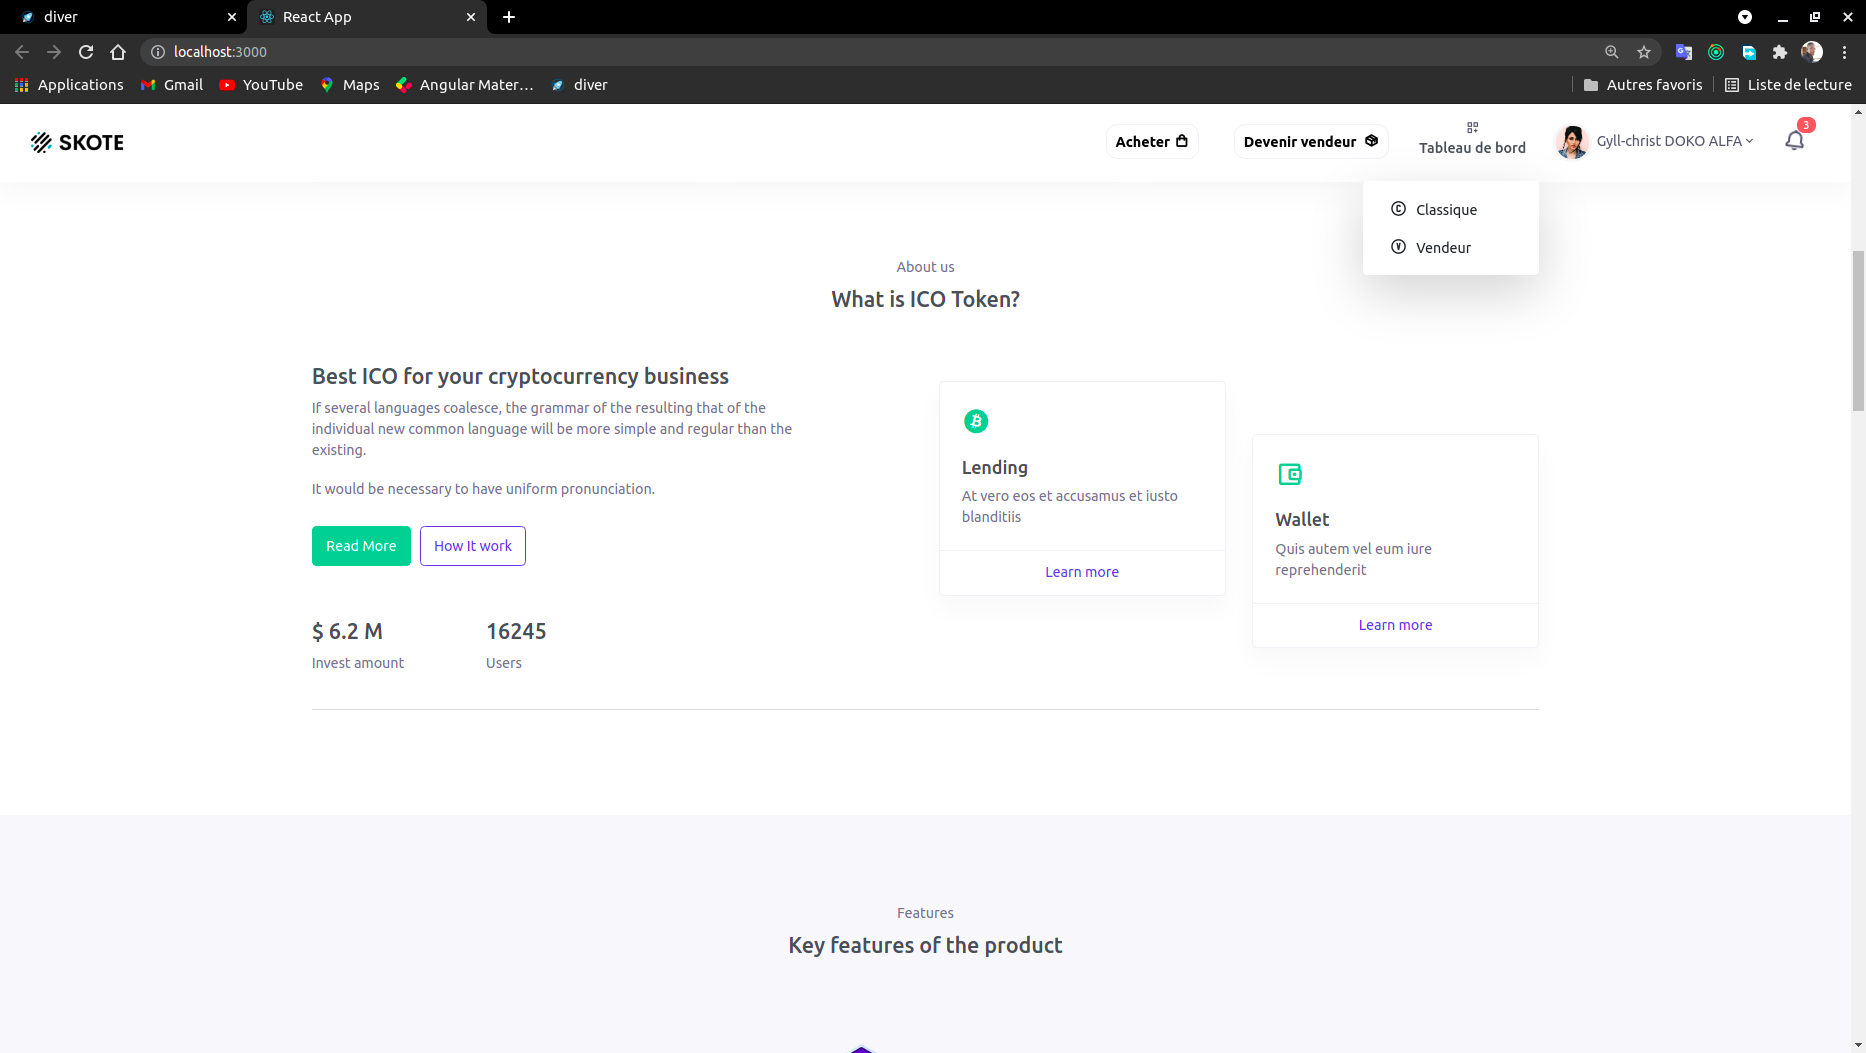 diver
React App
localhost:3000
Applications
Gmail
YouTube
Maps
Angular Mater…
diver
Autres favoris
Liste de lecture
SKOTE
Acheter
Devenir vendeur
Tableau de bord
Gyll-christ DOKO ALFA
3
Classique
Vendeur
About us
What is ICO Token?
Best ICO for your cryptocurrency business
If several languages coalesce, the grammar of the resulting that of the
individual new common language will be more simple and regular than the
existing.
It would be necessary to have uniform pronunciation.
Read More
How It work
$ 6.2 M
Invest amount
16245
Users
Lending
At vero eos et accusamus et iusto
blanditiis
Learn more
Wallet
Quis autem vel eum iure
reprehenderit
Learn more
Features
Key features of the product